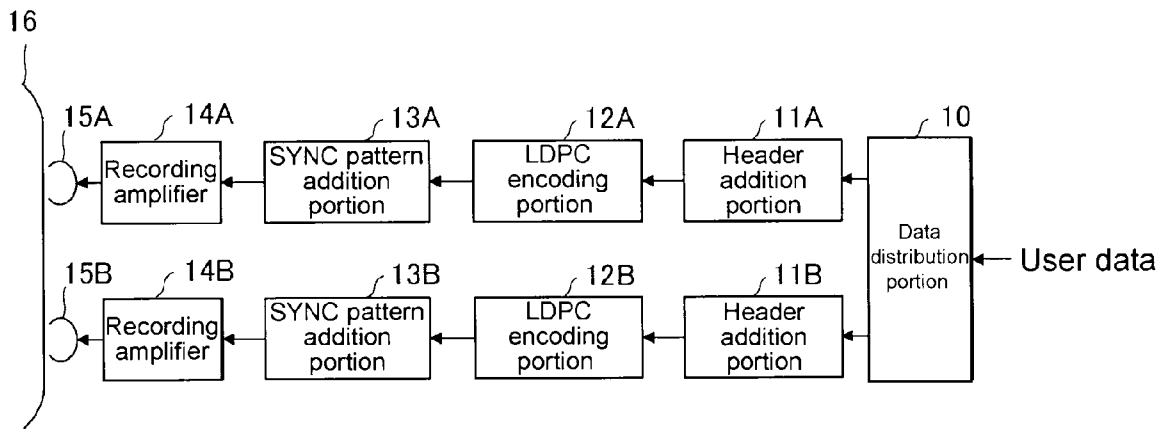 16
15A
14A
13A
12A
11A
10
Recording
amplifier
SYNC pattern
addition
portion
LDPC
encoding
portion
Header
addition
portion
Data
distribution
portion
User data
15B
14B
13B
12B
11B
Recording
amplifier
SYNC pattern
addition
portion
LDPC
encoding
portion
Header
addition
portion